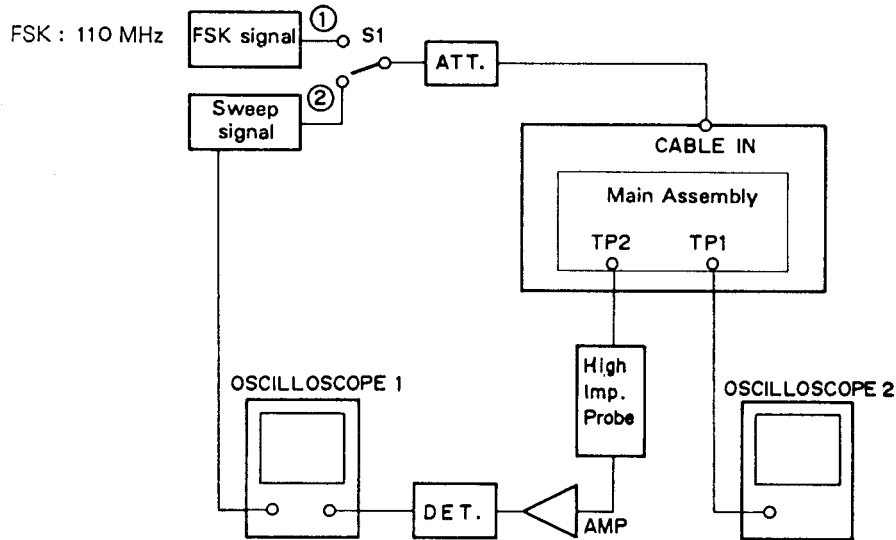 FSK : 110 MHz
FSK signal
①
S1
ATT.
②
Sweep
signal
CABLE IN
Main Assembly
TP2
TP1
High
Imp.
Probe
OSCILLOSCOPE 1
OSCILLOSCOPE 2
DET.
AMP